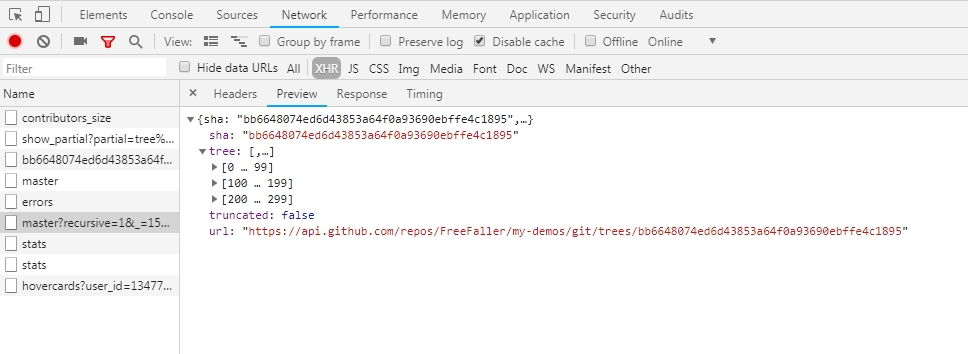 Elements Console Sources Network Performance Memory Application Security Audits
View: Group by frame Preserve log Disable cache Offline Online
Filter Hide data URLs All XHR JS CSS Img Media Font Doc WS Manifest Other
Name × Headers Preview Response Timing
contributors_size
show_partial?partial=tree%...
bb6648074ed6d43853a64f...
master
errors
master?recursive=1&_=15...
stats
stats
hovercards?user_id=13477...
{sha: "bb6648074ed6d43853a64f0a93690ebffe4c1895",…}
sha: "bb6648074ed6d43853a64f0a93690ebffe4c1895"
tree: [,…]
[0 … 99]
[100 … 199]
[200 … 299]
truncated: false
url: "https://api.github.com/repos/FreeFaller/my-demos/git/trees/bb6648074ed6d43853a64f0a93690ebffe4c1895"